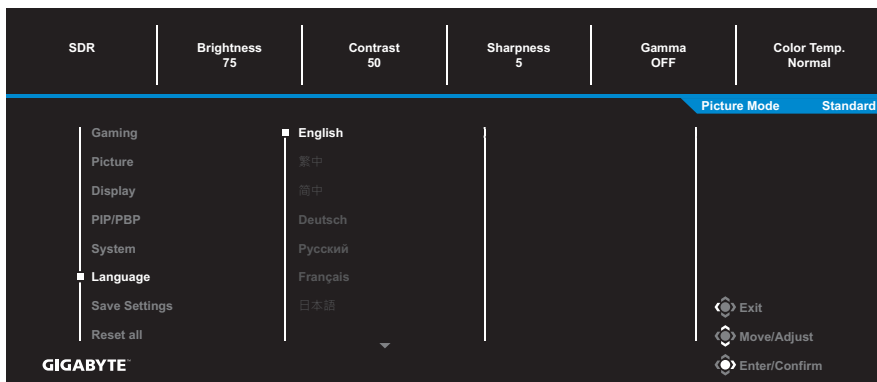 SDR
Brightness
75
Contrast
50
Sharpness
5
Gamma
OFF
Color Temp.
Normal
Picture Mode Standard
Gaming
Picture
Display
PIP/PBP
System
Language
Save Settings
Reset all
English
繁中
简中
Deutsch
Русский
Français
日本語
Exit
Move/Adjust
Enter/Confirm
GIGABYTE™